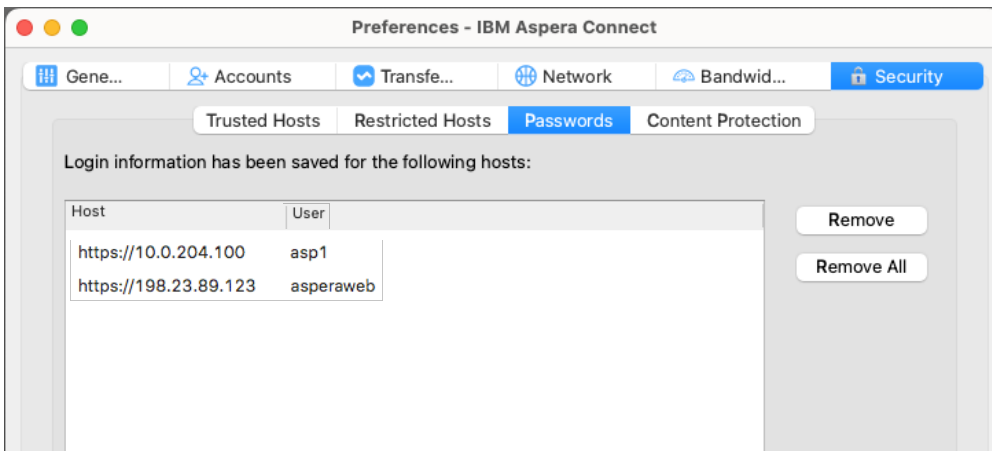 Preferences - IBM Aspera Connect
Gene... Accounts Transfe... Network Bandwid... Security
Trusted Hosts Restricted Hosts Passwords Content Protection
Login information has been saved for the following hosts:
Host User
Remove
https://10.0.204.100 asp1
Remove All
https://198.23.89.123 asperaweb